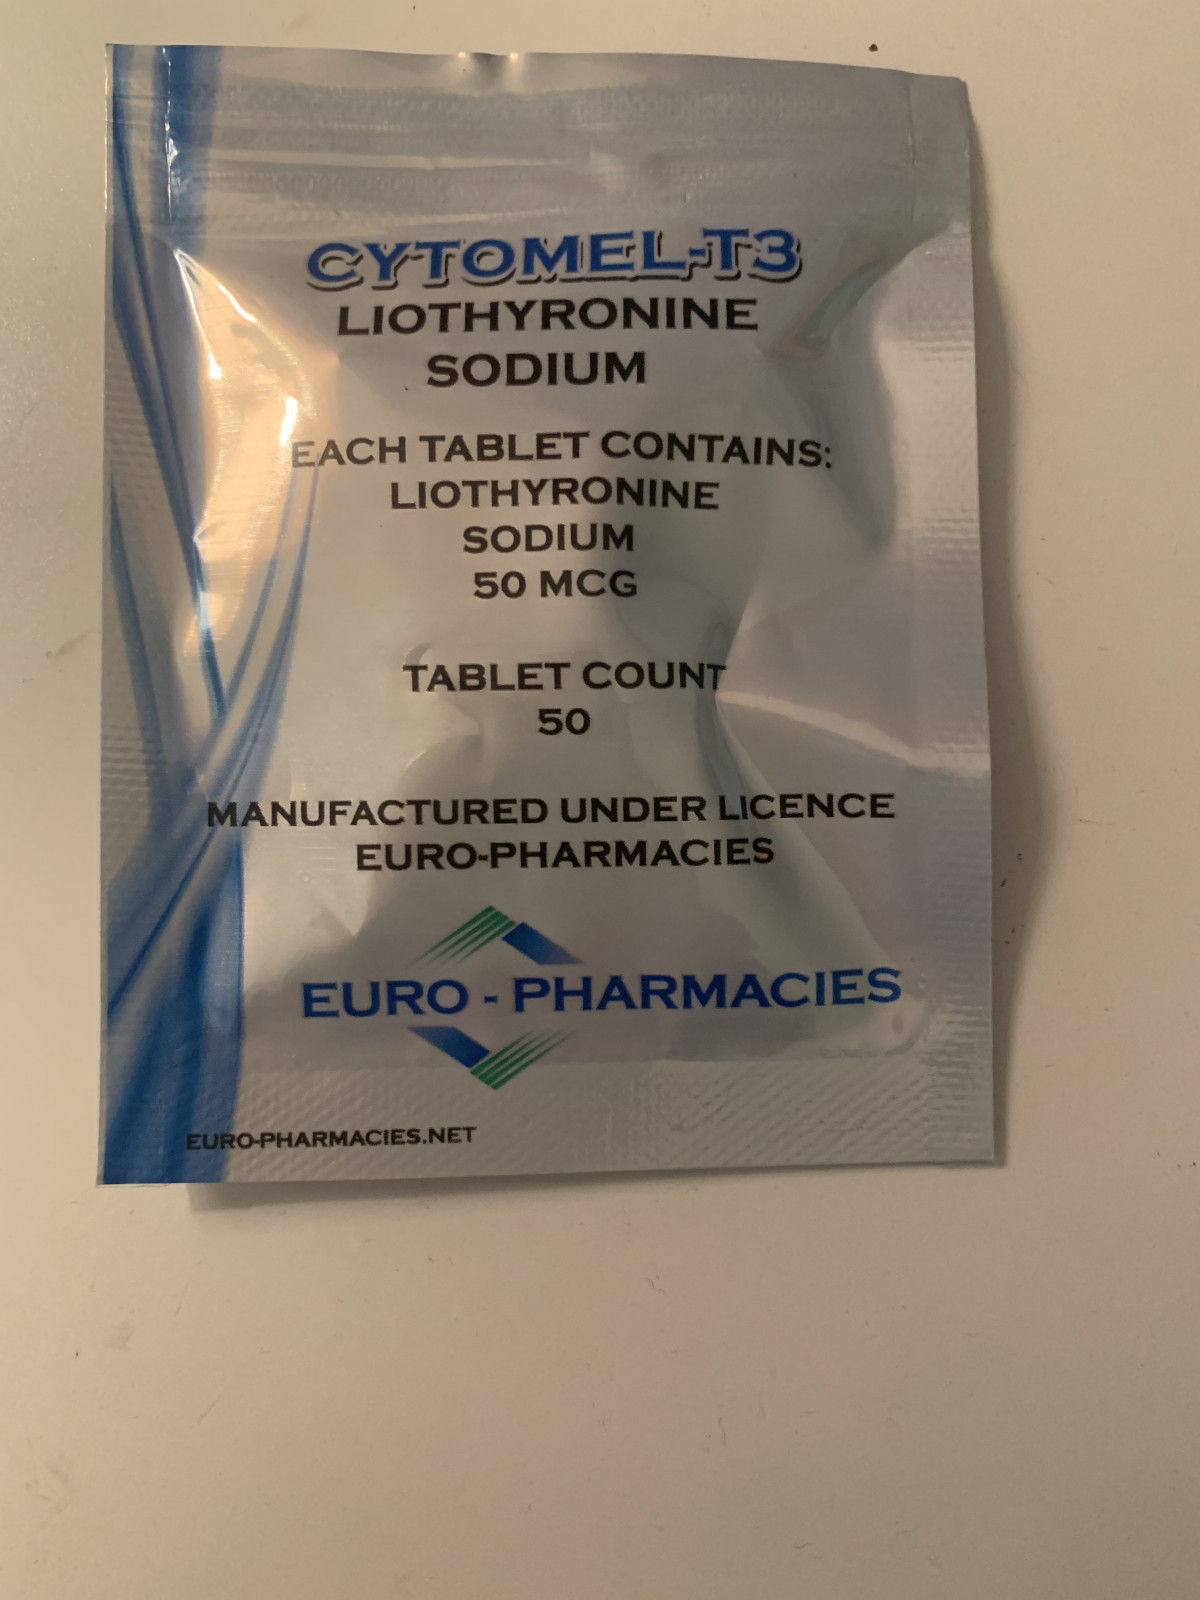 CYTOMEL-T3
LIOTHYRONINE
SODIUM
EACH TABLET CONTAINS:
LIOTHYRONINE
SODIUM
50 MCG
TABLET COUNT
50
MANUFACTURED UNDER LICENCE
EURO-PHARMACIES
EURO - PHARMACIES
EURO-PHARMACIES.NET